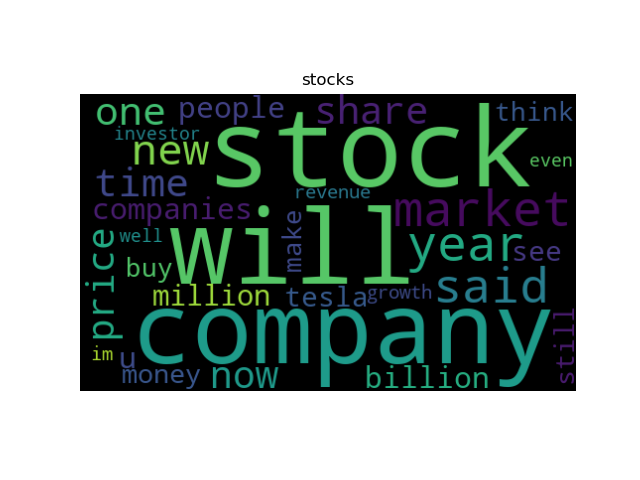 stocks
one people share think
investor stock
new even
time revenue
companies market
well will make year see
price buy said
million tesla growth
company still
im u
money now billion